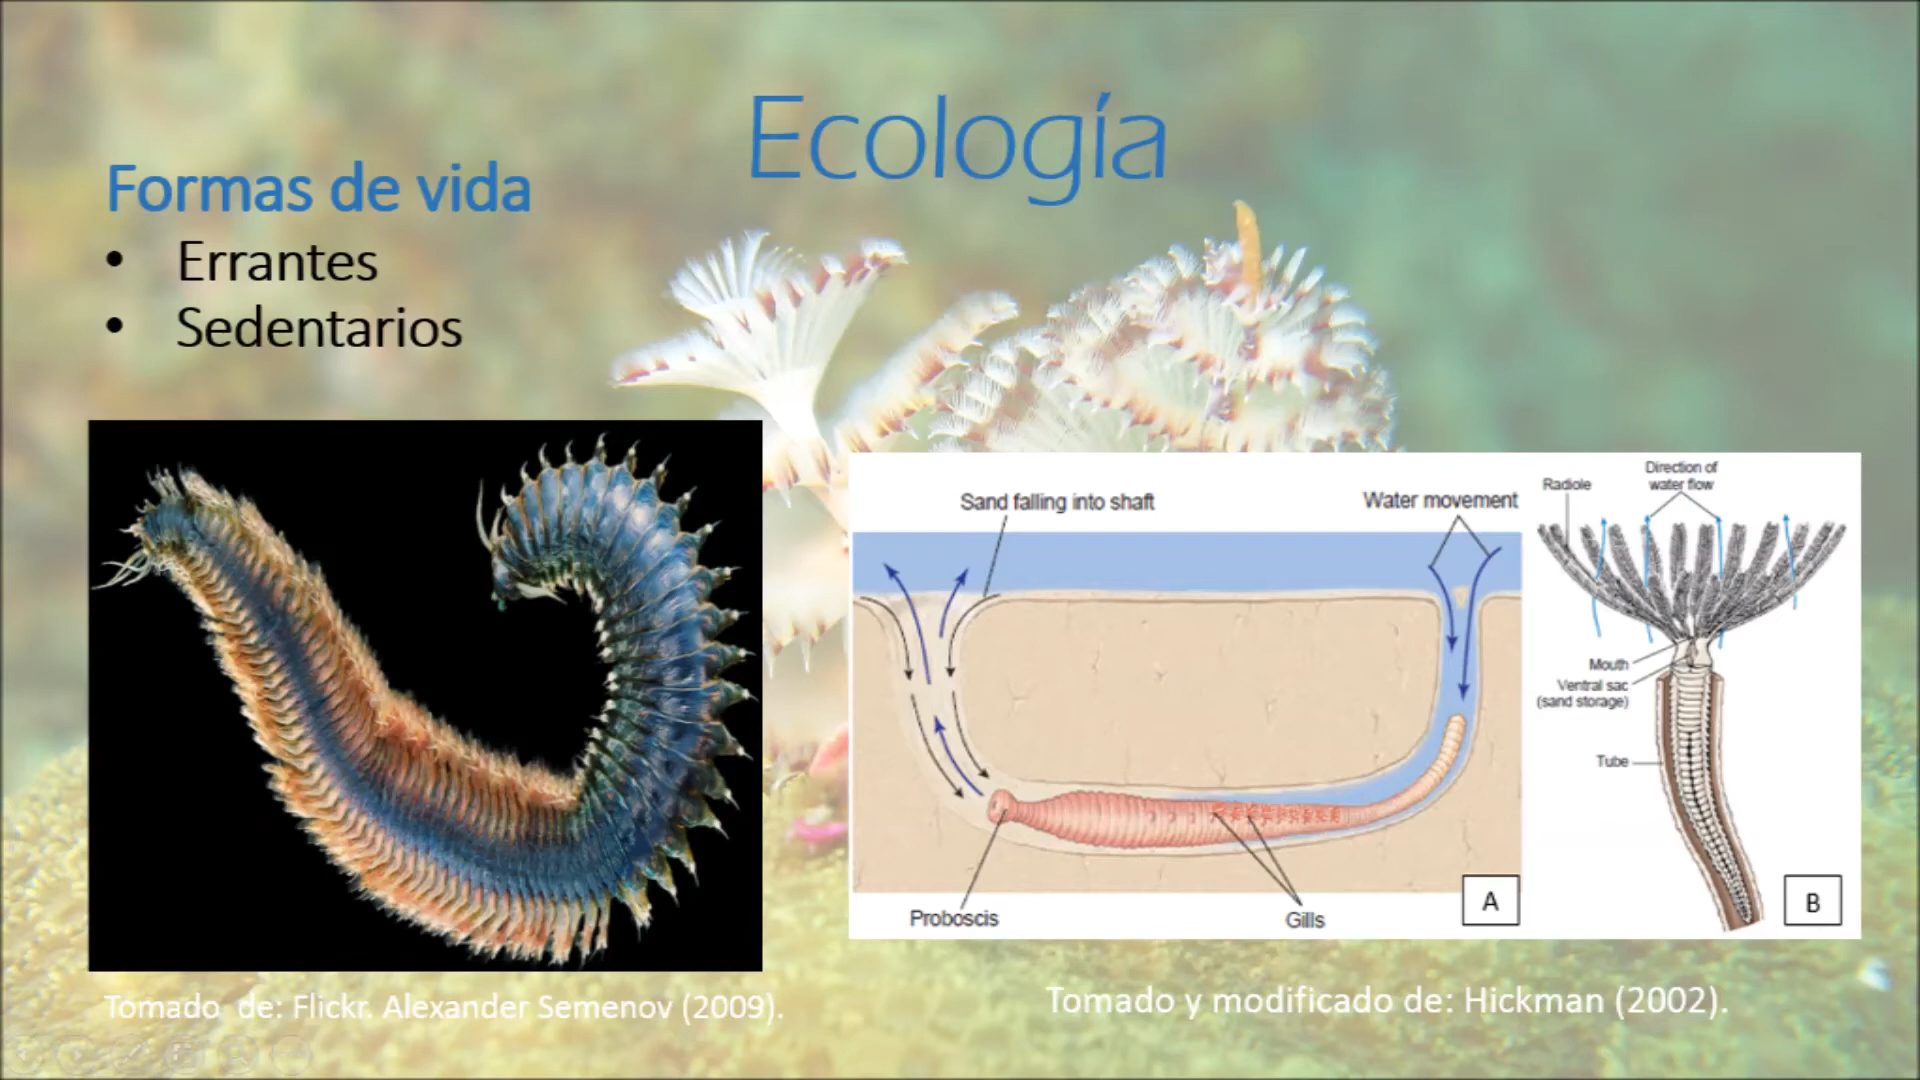 Ecología
Formas de vida
• Errantes
• Sedentarios
Sand falling into shaft
Water movement
Proboscis
Gills
A
Radiole
Direction of
water flow
Mouth
Ventral sac
(sand storage)
Tube
B
Tomado de: Flickr. Alexander Semenov (2009).
Tomado y modificado de: Hickman (2002).